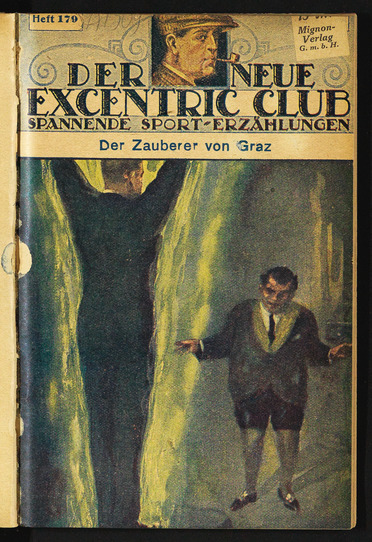 Heft 179
Mignon-
Verlag
G. m. b. H.
DER NEUE
EXCENTRIC CLUB
SPANNENDE SPORT-ERZÄHLUNGEN
Der Zauberer von Graz